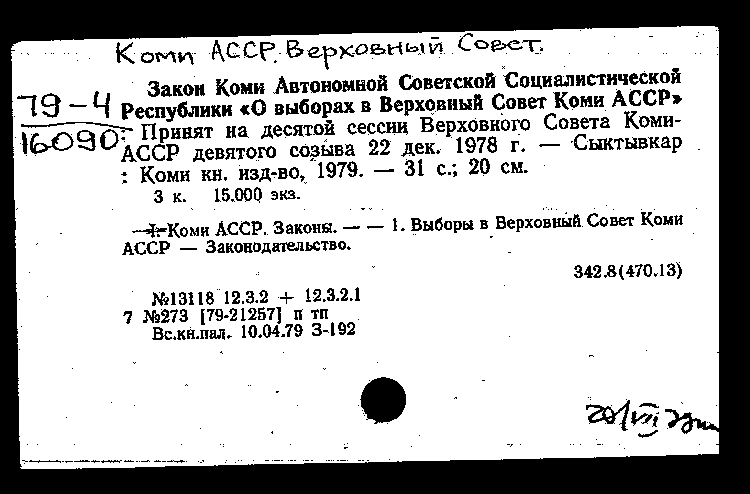 Коми АССР. Верховный Совет.
79-4
16090
Закон Коми Автономной Советской Социалистической
Республики «О выборах в Верховный Совет Коми АССР»
: Принят на десятой сессии Верховного Совета Коми-
АССР девятого созыва 22 дек. 1978 г. — Сыктывкар
: Коми кн. изд-во, 1979. — 31 с.; 20 см.
3 к. 15.000 экз.
—I. Коми АССР. Законы. — — 1. Выборы в Верховный Совет Коми
АССР — Законодательство.
342.8(470.13)
№13118 12.3.2 + 12.3.2.1
7 №273 [79-21257] п тп
Вс.кн.пал. 10.04.79 З-192
20/VII